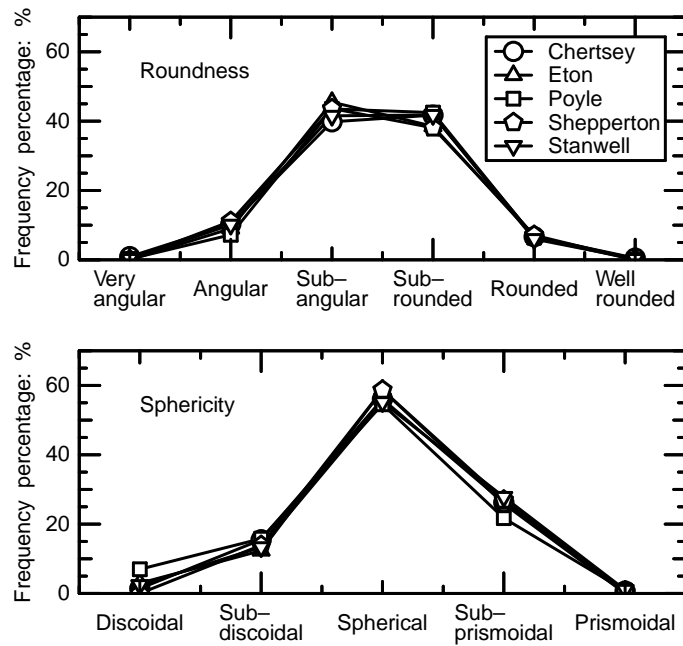 Frequency percentage: %
60
40
20
0
Roundness
Chertsey
Eton
Poyle
Shepperton
Stanwell
Very angular
Angular
Sub–angular
Sub–rounded
Rounded
Well rounded
Frequency percentage: %
60
40
20
0
Sphericity
Discoidal
Sub–discoidal
Spherical
Sub–prismoidal
Prismoidal